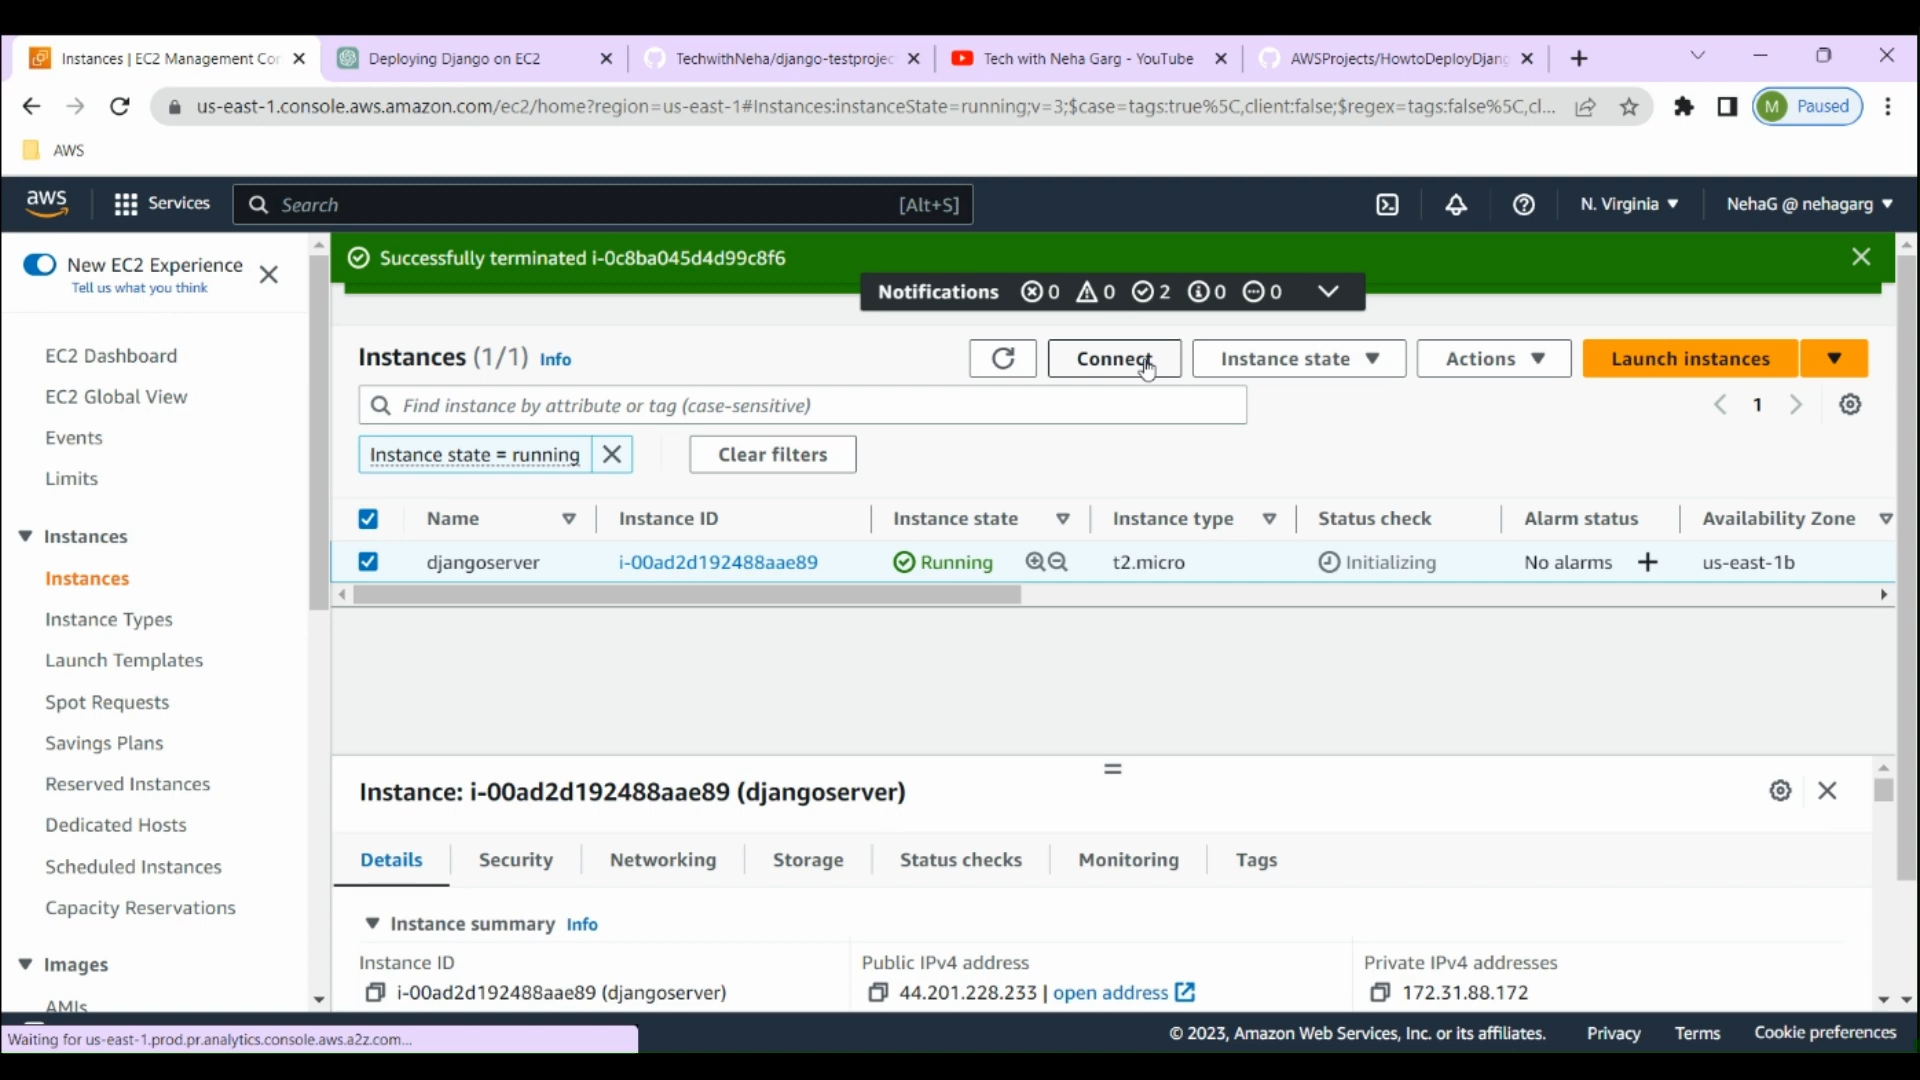 Instances | EC2 Management Con
Deploying Django on EC2
TechwithNeha/django-testprojec
Tech with Neha Garg - YouTube
AWSProjects/HowtoDeployDjang
us-east-1.console.aws.amazon.com/ec2/home?region=us-east-1#Instances:instanceState=running;v=3;$case=tags:true%5C,client:false;$regex=tags:false%5C,cl...
M Paused
AWS
aws
Services
Search
[Alt+S]
N. Virginia
NehaG @ nehagarg
New EC2 Experience
Tell us what you think
Successfully terminated i-0c8ba045d4d99c8f6
Notifications 0 0 2 0 0
EC2 Dashboard
EC2 Global View
Events
Limits
Instances
Instances
Instance Types
Launch Templates
Spot Requests
Savings Plans
Reserved Instances
Dedicated Hosts
Scheduled Instances
Capacity Reservations
Images
AMIs
Instances (1/1) Info
Connect
Instance state
Actions
Launch instances
Find instance by attribute or tag (case-sensitive)
1
Instance state = running
Clear filters
Name Instance ID Instance state Instance type Status check Alarm status Availability Zone
djangoserver i-00ad2d192488aae89 Running t2.micro Initializing No alarms us-east-1b
Instance: i-00ad2d192488aae89 (djangoserver)
Details Security Networking Storage Status checks Monitoring Tags
Instance summary Info
Instance ID
i-00ad2d192488aae89 (djangoserver)
Public IPv4 address
44.201.228.233 | open address
Private IPv4 addresses
172.31.88.172
Waiting for us-east-1.prod.pr.analytics.console.aws.a2z.com...
© 2023, Amazon Web Services, Inc. or its affiliates. Privacy Terms Cookie preferences